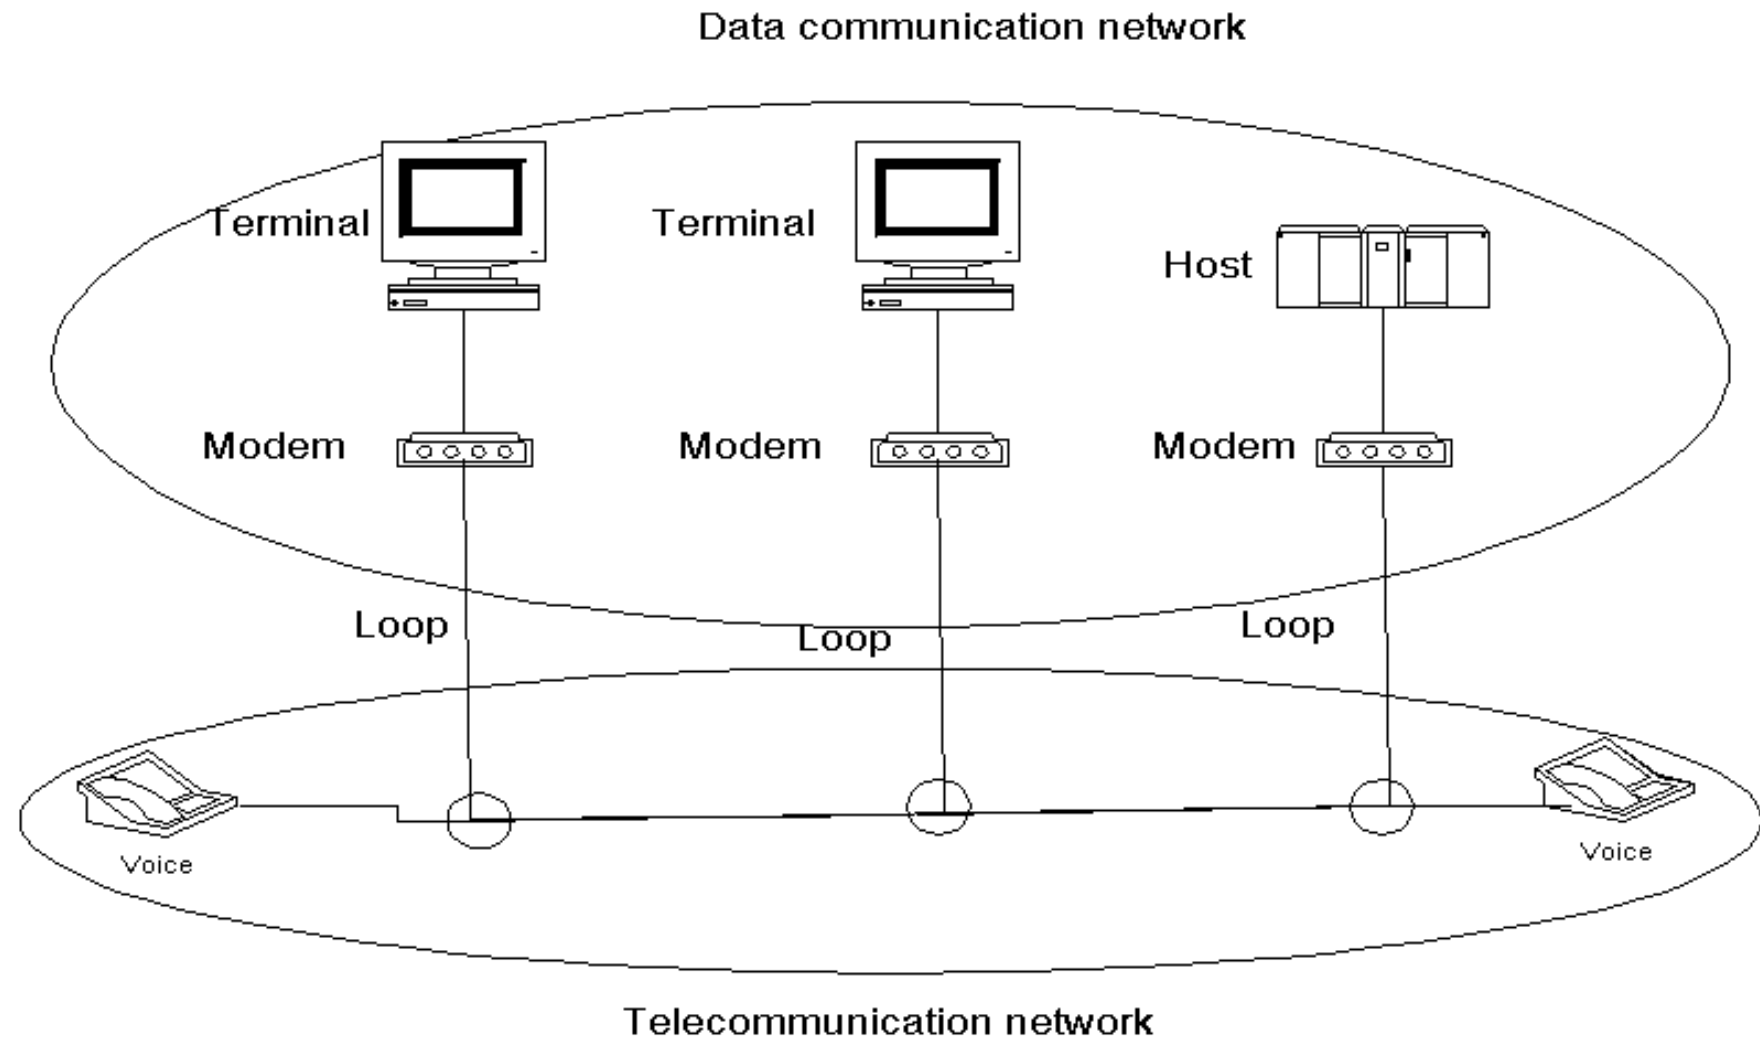 Data communication network
Terminal
Terminal
Host
Modem
Modem
Modem
Loop
Loop
Loop
Voice
Voice
Telecommunication network